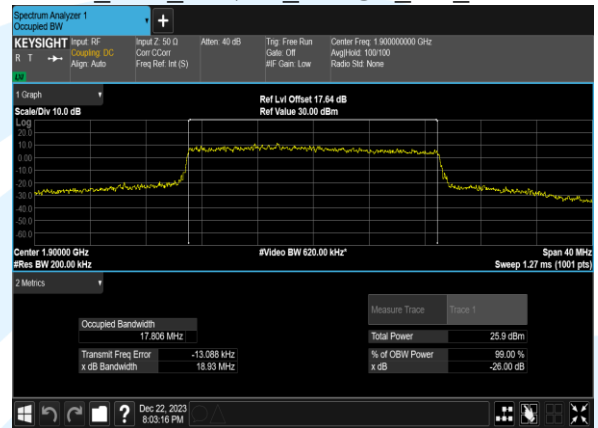 Spectrum Analyzer 1
Occupied BW
+
KEYSIGHT Input: RF Input Z: 50 Ω Atten: 40 dB Trig: Free Run Center Freq: 1.900000000 GHz
R T Coupling: DC Corr CCorr Gate: Off Avg|Hold: 100/100
Align: Auto Freq Ref: Int (S) #IF Gain: Low Radio Std: None
LV
1 Graph
Ref Lvl Offset 17.64 dB
Scale/Div 10.0 dB Ref Value 30.00 dBm
Log
20.0
10.0
0.00
-10.0
-20.0
-30.0
-40.0
-50.0
-60.0
Center 1.90000 GHz #Video BW 620.00 kHz* Span 40 MHz
#Res BW 200.00 kHz Sweep 1.27 ms (1001 pts)
2 Metrics
Measure Trace Trace 1
Occupied Bandwidth
17.806 MHz Total Power 25.9 dBm
Transmit Freq Error -13.088 kHz % of OBW Power 99.00 %
x dB Bandwidth 18.93 MHz x dB -26.00 dB
? Dec 22, 2023
8:03:16 PM